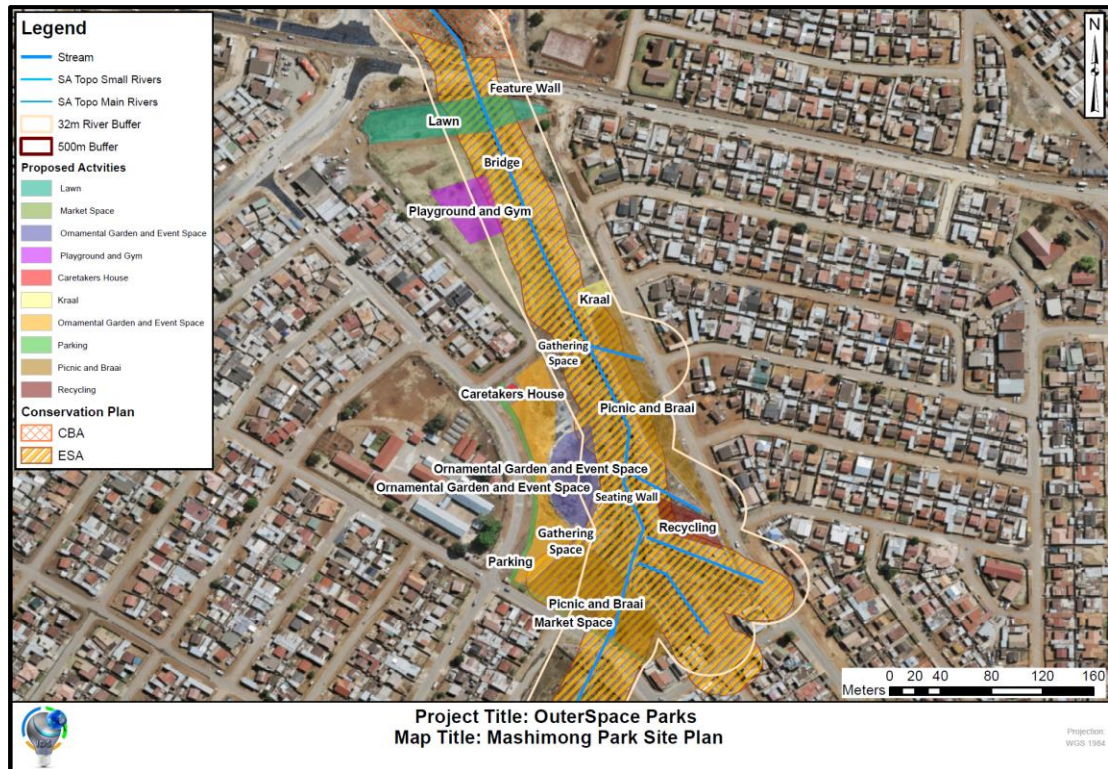 Legend
Stream
SA Topo Small Rivers
SA Topo Main Rivers
32m River Buffer
500m Buffer
Proposed Actvities
Lawn
Market Space
Ornamental Garden and Event Space
Playground and Gym
Caretakers House
Kraal
Ornamental Garden and Event Space
Parking
Picnic and Braai
Recycling
Conservation Plan
CBA
ESA
N
Feature Wall
Lawn
Bridge
Playground and Gym
Kraal
Gathering
Space
Caretakers House
Picnic and Braai
Ornamental Garden and Event Space
Ornamental Garden and Event Space
Seating Wall
Recycling
Gathering
Space
Parking
Picnic and Braai
Market Space
0 20 40 80 120 160
Meters
Project Title: OuterSpace Parks
Map Title: Mashimong Park Site Plan
Projection:
WGS 1984